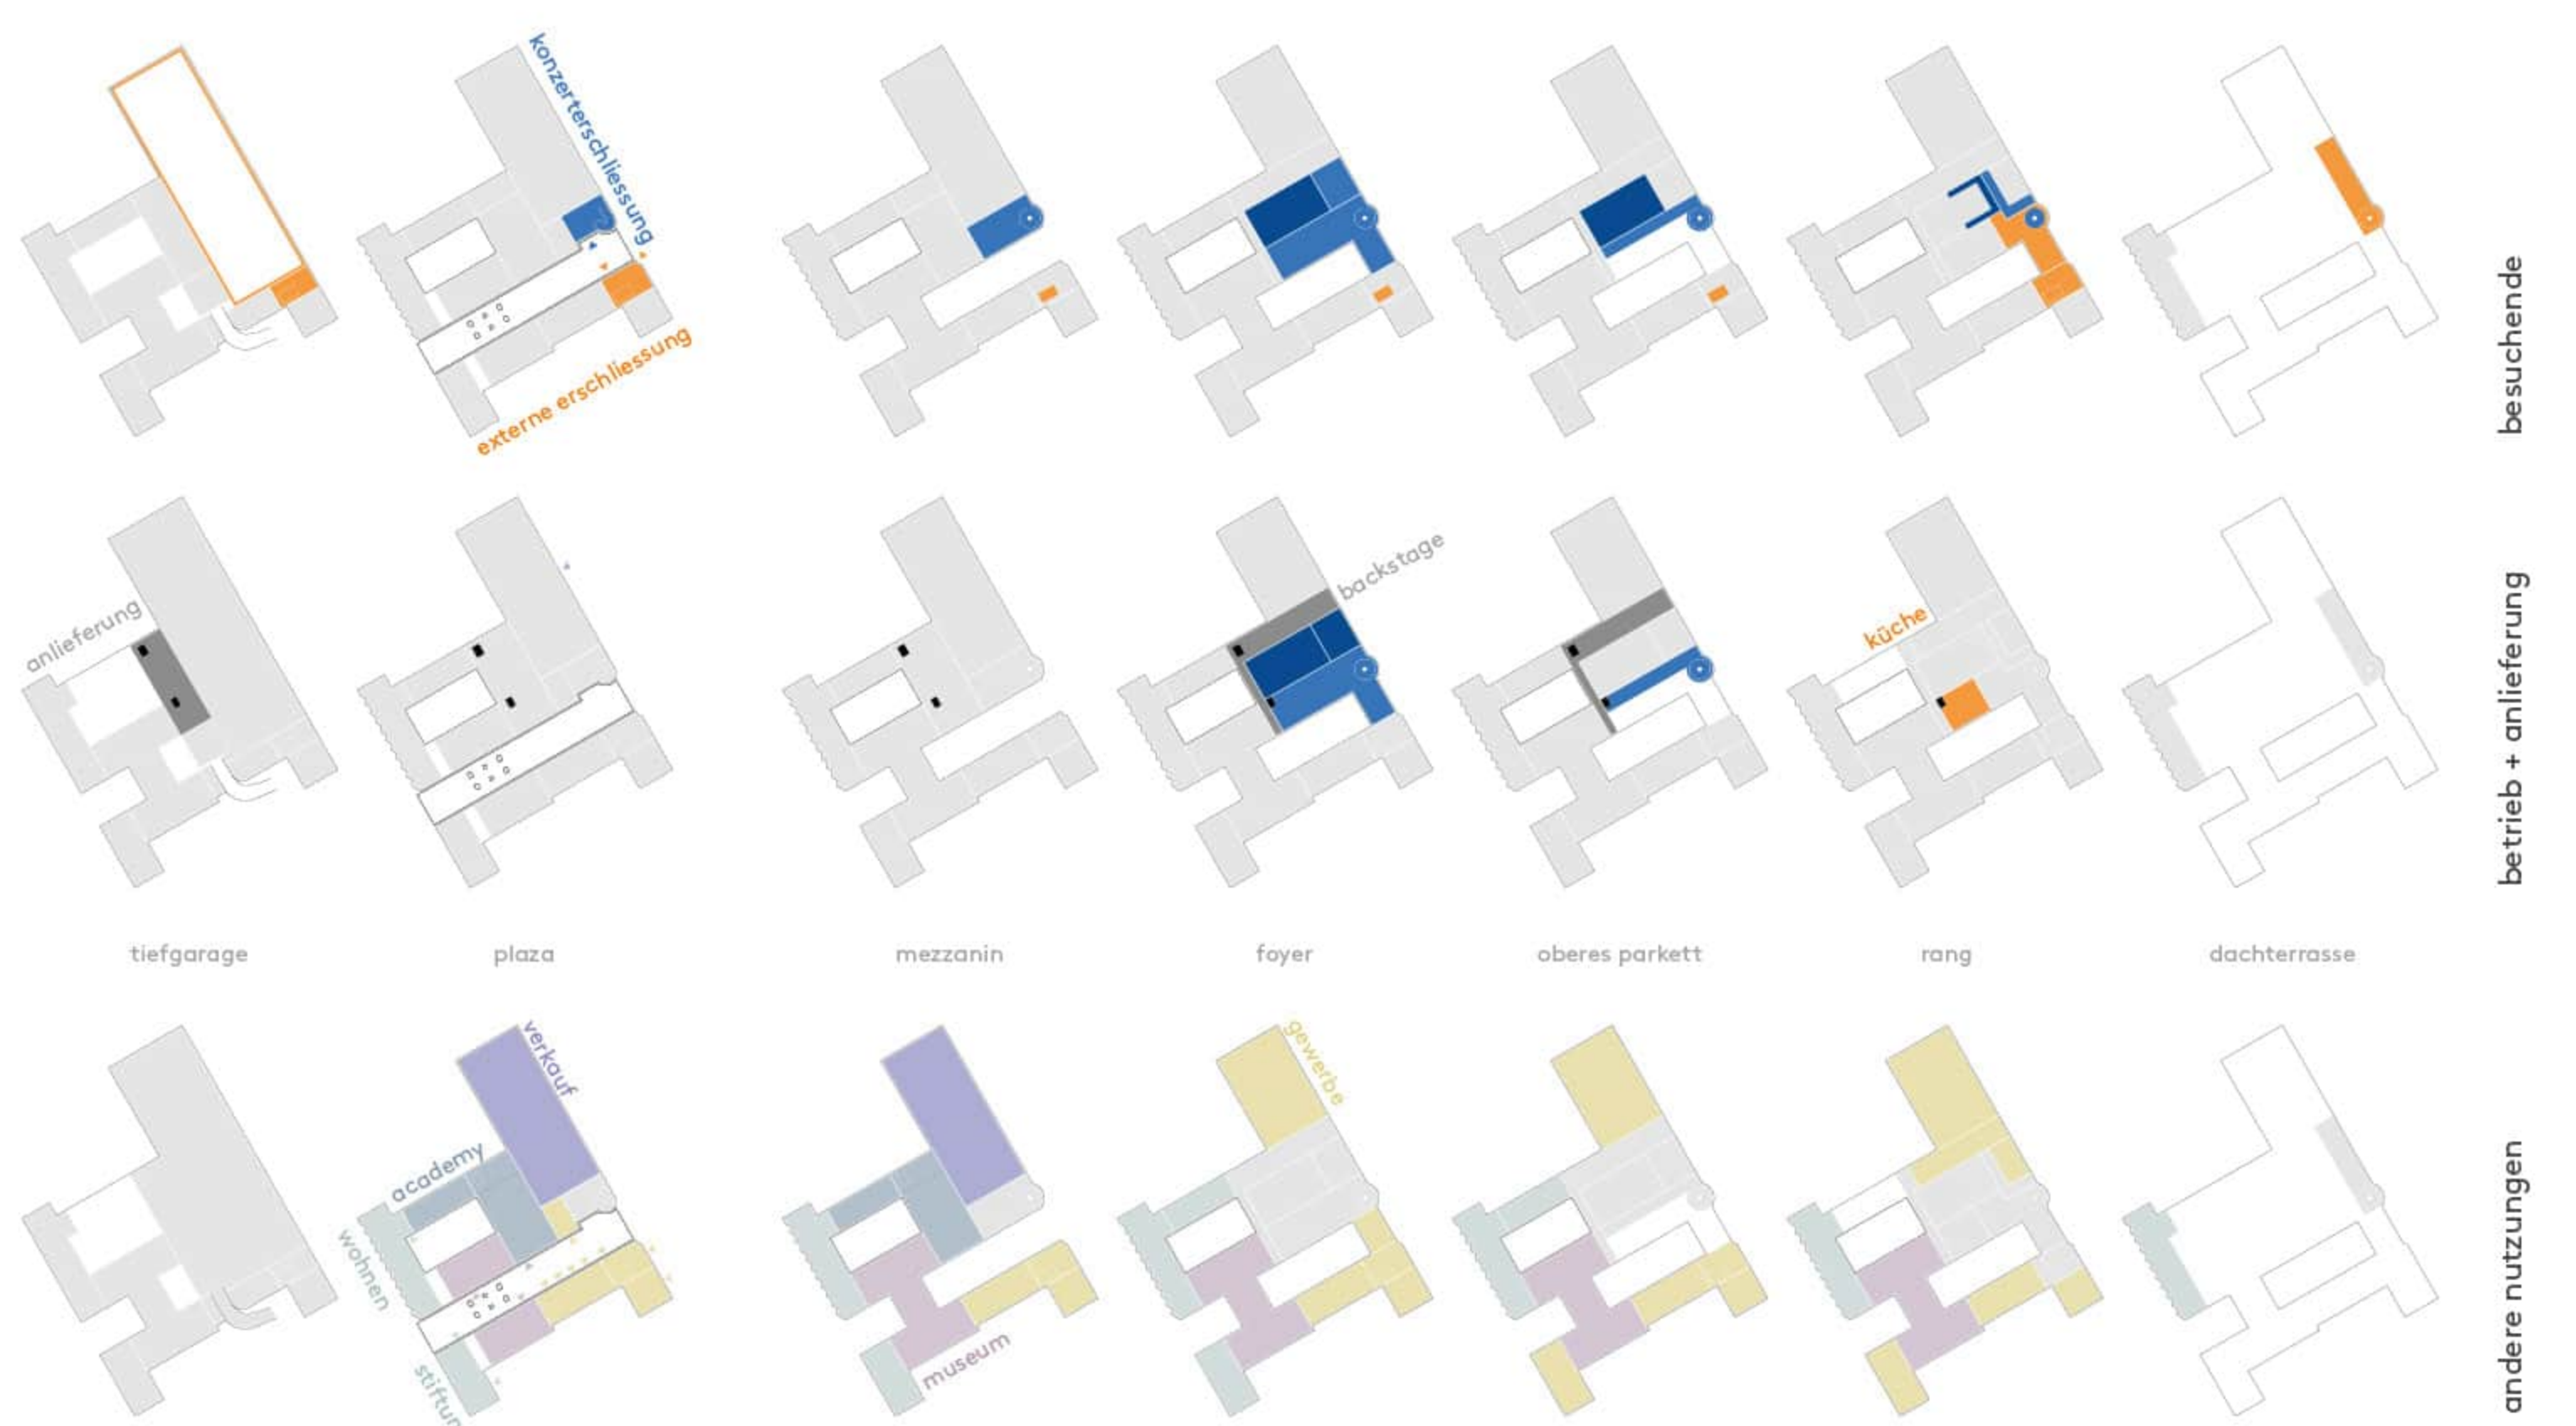 konzerterschliessung
externe erschliessung
besuchende
anlieferung
backstage
küche
betrieb + anlieferung
tiefgarage
plaza
mezzanin
foyer
oberes parkett
rang
dachterrasse
verkauf
gewerbe
academy
wohnen
museum
andere nutzungen